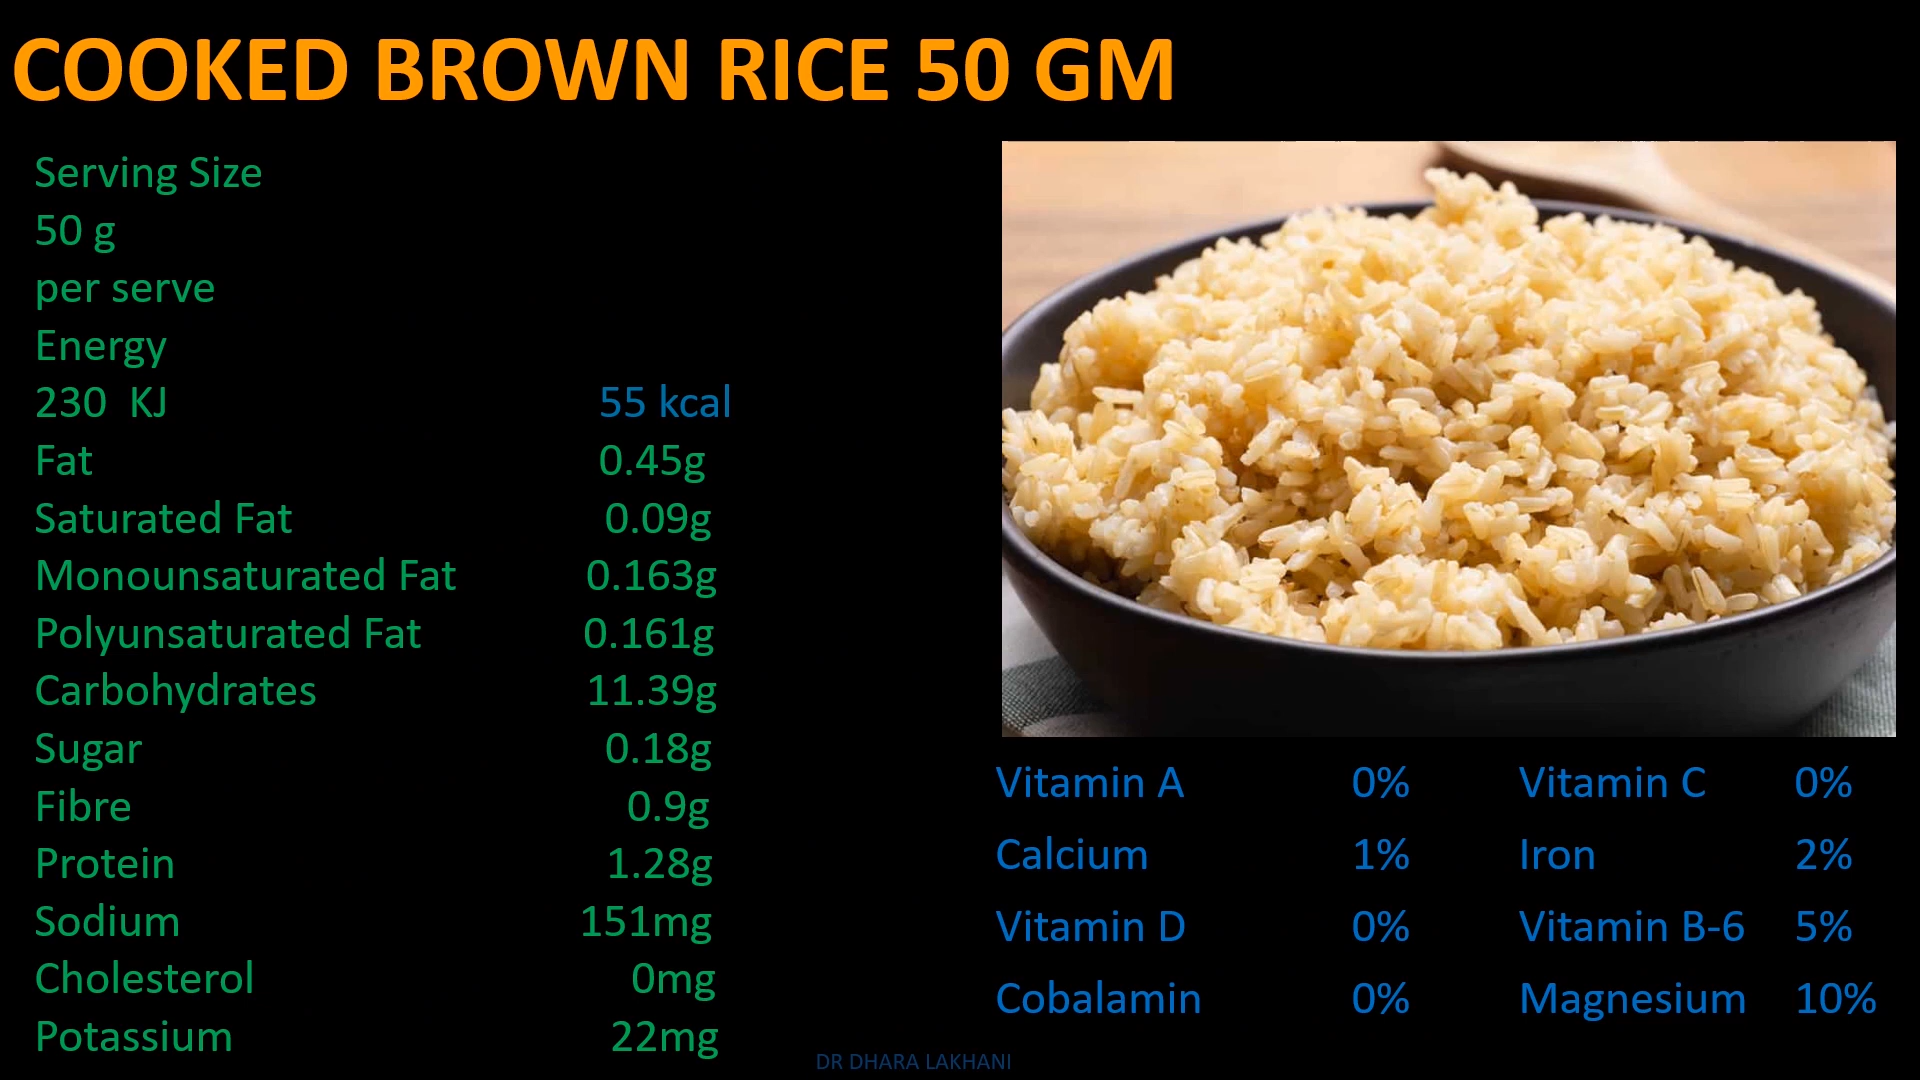 COOKED BROWN RICE 50 GM
Serving Size
50 g
per serve
Energy
230 KJ 55 kcal
Fat 0.45g
Saturated Fat 0.09g
Monounsaturated Fat 0.163g
Polyunsaturated Fat 0.161g
Carbohydrates 11.39g
Sugar 0.18g
Fibre 0.9g
Protein 1.28g
Sodium 151mg
Cholesterol 0mg
Potassium 22mg
Vitamin A 0% Vitamin C 0%
Calcium 1% Iron 2%
Vitamin D 0% Vitamin B-6 5%
Cobalamin 0% Magnesium 10%
DR DHARA LAKHANI